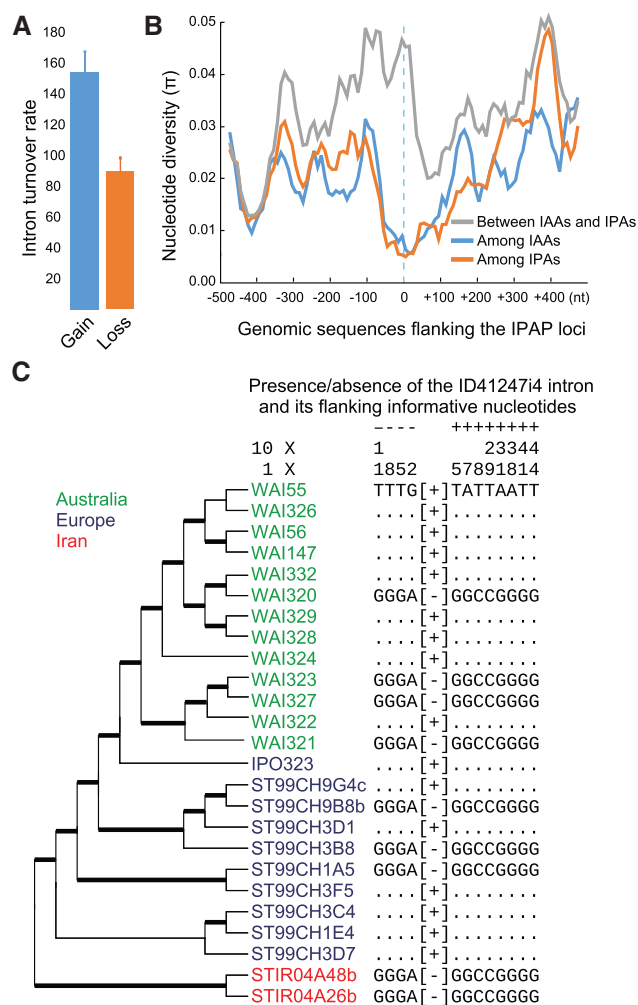 A
Intron turnover rate
180
160
140
120
100
80
60
40
20
Gain
Loss
B
Nucleotide diversity (π)
0.05
0.04
0.03
0.02
0.01
0.00
Between IAAs and IPAs
Among IAAs
Among IPAs
-500 -400 -300 -200 -100 0 +100 +200 +300 +400 (nt)
Genomic sequences flanking the IPAP loci
C
Presence/absence of the ID41247i4 intron
and its flanking informative nucleotides
---- ++++++++
10 X 1 23344
1 X 1852 57891814
Australia
Europe
Iran
WAI55 TTTG[+]TATTAATT
WAI326 ....[+]........
WAI56 ....[+]........
WAI147 ....[+]........
WAI332 ....[+]........
WAI320 GGGA[-]GGCCGGGG
WAI329 ....[+]........
WAI328 ....[+]........
WAI324 ....[+]........
WAI323 GGGA[-]GGCCGGGG
WAI327 GGGA[-]GGCCGGGG
WAI322 ....[+]........
WAI321 GGGA[-]GGCCGGGG
IPO323 ....[+]........
ST99CH9G4c ....[+]........
ST99CH9B8b GGGA[-]GGCCGGGG
ST99CH3D1 ....[+]........
ST99CH3B8 GGGA[-]GGCCGGGG
ST99CH1A5 GGGA[-]GGCCGGGG
ST99CH3F5 ....[+]........
ST99CH3C4 ....[+]........
ST99CH1E4 ....[+]........
ST99CH3D7 ....[+]........
STIR04A48b GGGA[-]GGCCGGGG
STIR04A26b GGGA[-]GGCCGGGG